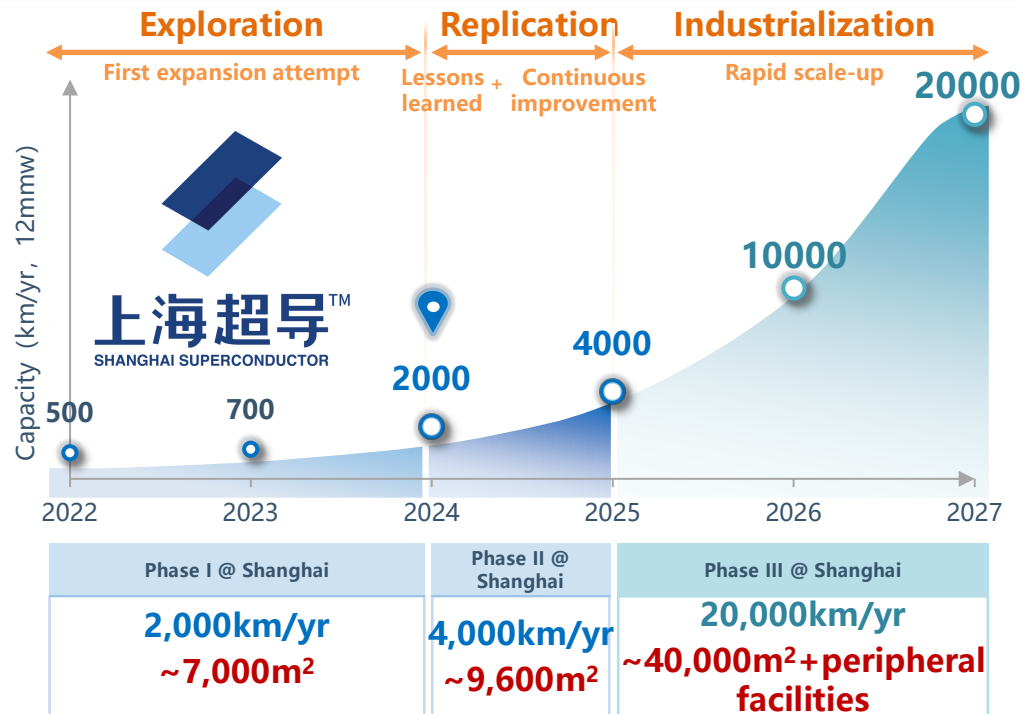 Exploration
Replication
Industrialization
First expansion attempt
Lessons learned
+
Continuous improvement
Rapid scale-up
Capacity (km/yr, 12mmw)
上海超导™
SHANGHAI SUPERCONDUCTOR
500
700
2000
4000
10000
20000
2022
2023
2024
2025
2026
2027
Phase I @ Shanghai
2,000km/yr
~7,000m²
Phase II @
Shanghai
4,000km/yr
~9,600m²
Phase III @ Shanghai
20,000km/yr
~40,000m²+peripheral
facilities